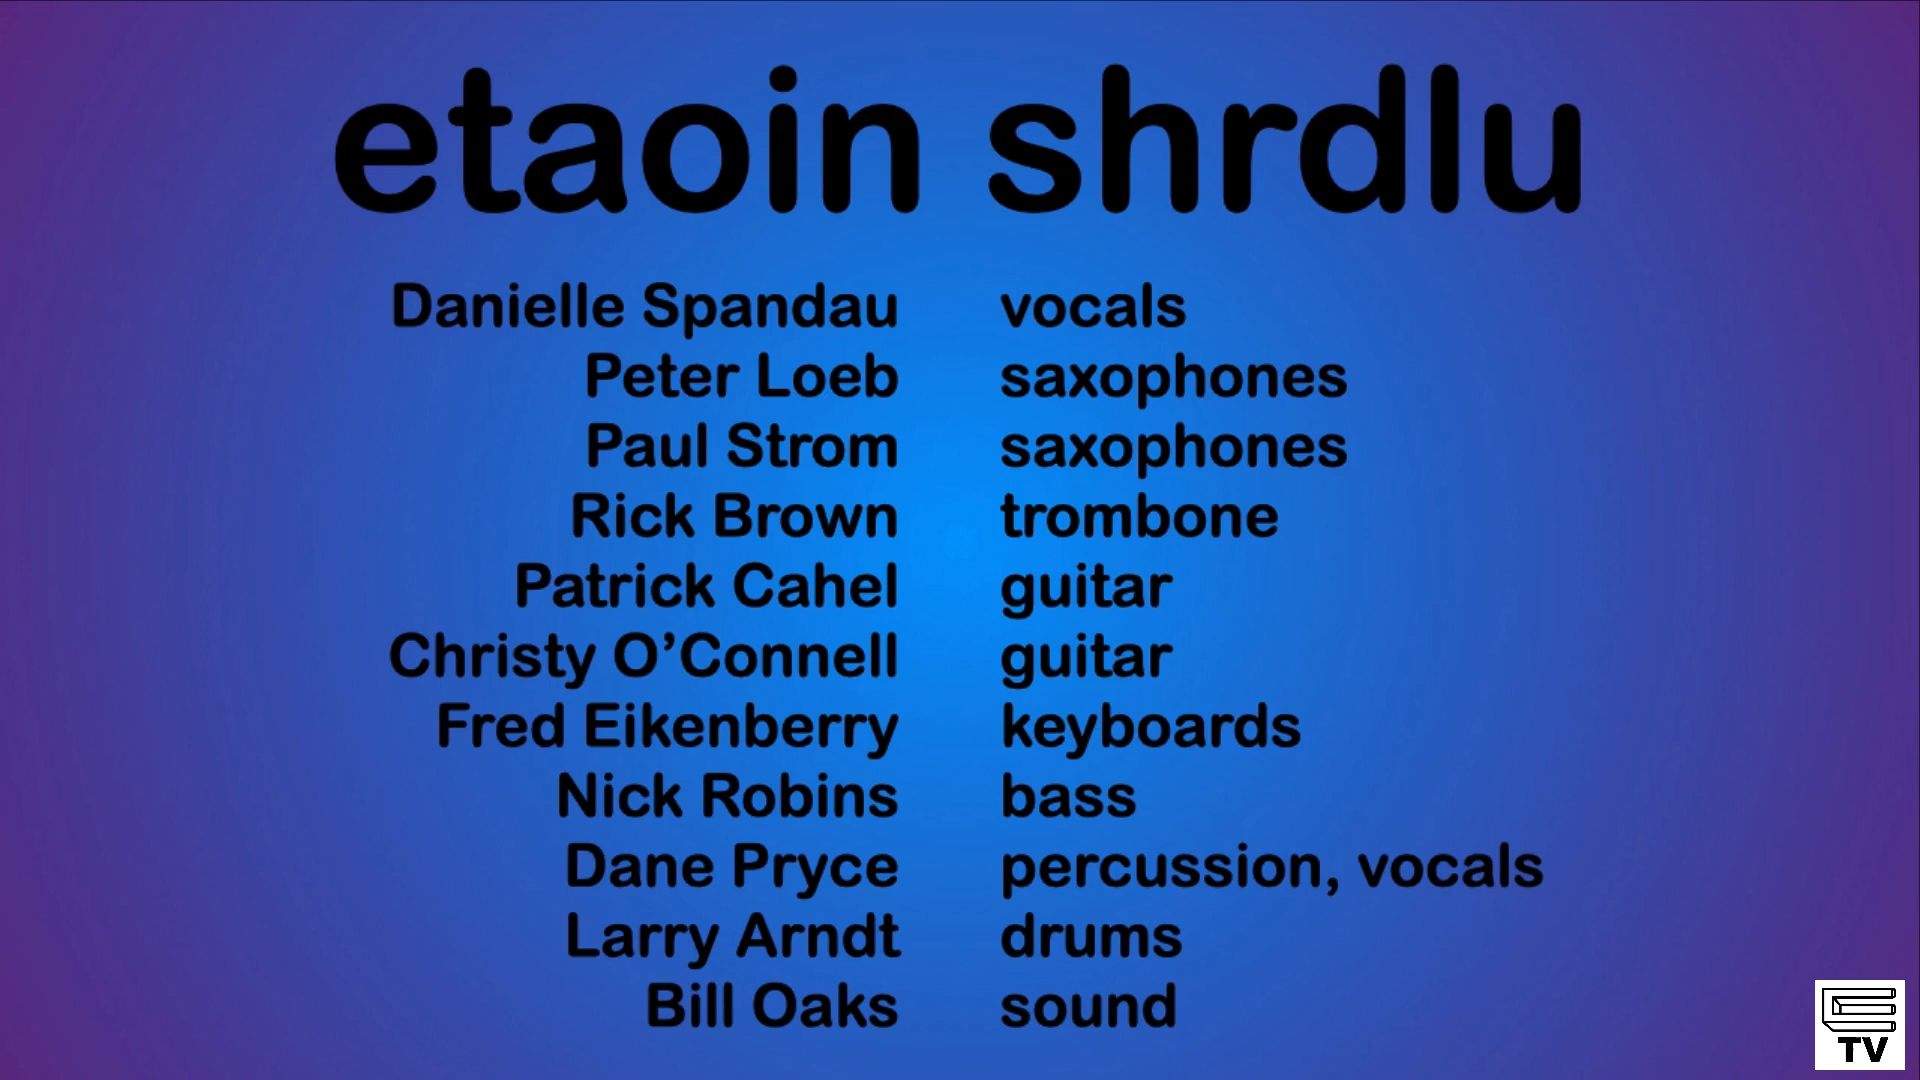 etaoin shrdlu
Danielle Spandau vocals
Peter Loeb saxophones
Paul Strom saxophones
Rick Brown trombone
Patrick Cahel guitar
Christy O’Connell guitar
Fred Eikenberry keyboards
Nick Robins bass
Dane Pryce percussion, vocals
Larry Arndt drums
Bill Oaks sound
E
TV